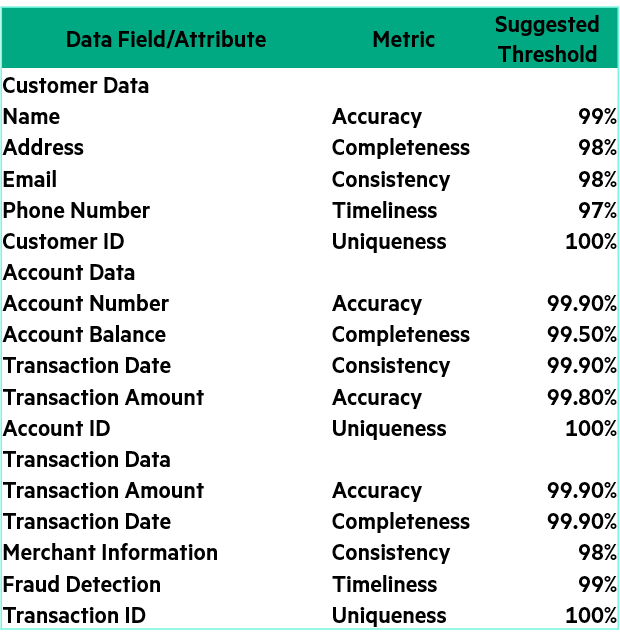 Data Field/Attribute Metric Suggested Threshold
Customer Data
Name Accuracy 99%
Address Completeness 98%
Email Consistency 98%
Phone Number Timeliness 97%
Customer ID Uniqueness 100%
Account Data
Account Number Accuracy 99.90%
Account Balance Completeness 99.50%
Transaction Date Consistency 99.90%
Transaction Amount Accuracy 99.80%
Account ID Uniqueness 100%
Transaction Data
Transaction Amount Accuracy 99.90%
Transaction Date Completeness 99.90%
Merchant Information Consistency 98%
Fraud Detection Timeliness 99%
Transaction ID Uniqueness 100%